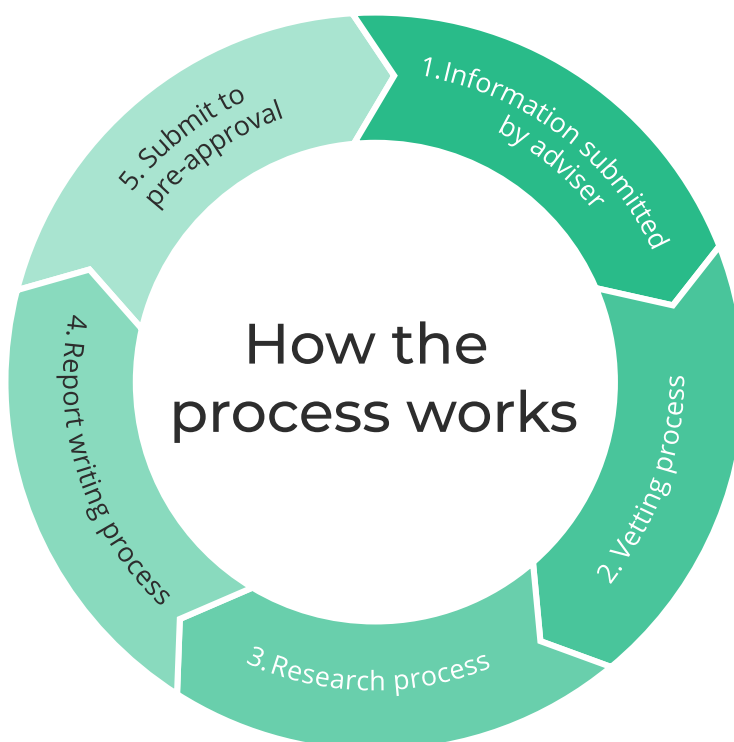 How the
process works
1. Information submitted
by adviser
2. Vetting process
3. Research process
4. Report writing process
5. Submit to
pre-approval